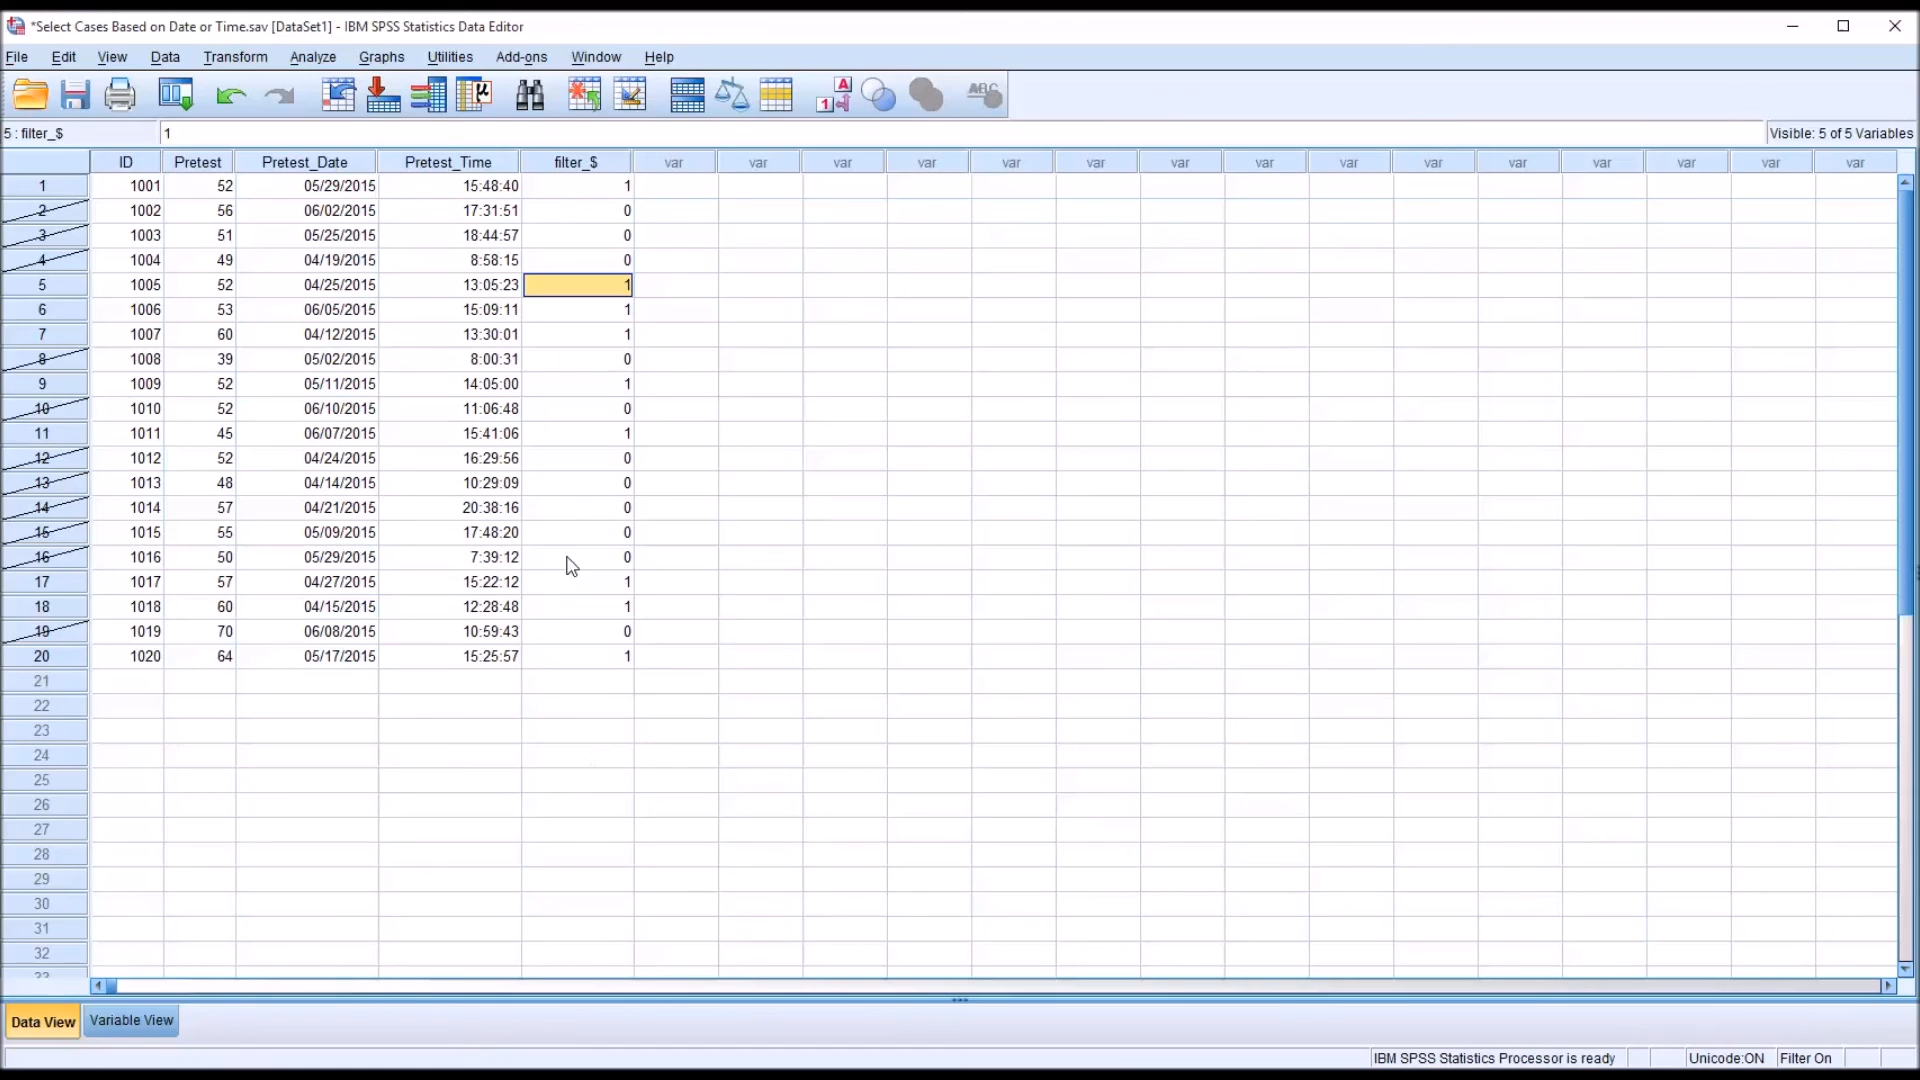 *Select Cases Based on Date or Time.sav [DataSet1] - IBM SPSS Statistics Data Editor
File Edit View Data Transform Analyze Graphs Utilities Add-ons Window Help
1 A ABC
5 : filter_$ 1 Visible: 5 of 5 Variables
ID Pretest Pretest_Date Pretest_Time filter_$ var var var var var var var var var var var var var var var
1 1001 52 05/29/2015 15:48:40 1
2 1002 56 06/02/2015 17:31:51 0
3 1003 51 05/25/2015 18:44:57 0
4 1004 49 04/19/2015 8:58:15 0
5 1005 52 04/25/2015 13:05:23 1
6 1006 53 06/05/2015 15:09:11 1
7 1007 60 04/12/2015 13:30:01 1
8 1008 39 05/02/2015 8:00:31 0
9 1009 52 05/11/2015 14:05:00 1
10 1010 52 06/10/2015 11:06:48 0
11 1011 45 06/07/2015 15:41:06 1
12 1012 52 04/24/2015 16:29:56 0
13 1013 48 04/14/2015 10:29:09 0
14 1014 57 04/21/2015 20:38:16 0
15 1015 55 05/09/2015 17:48:20 0
16 1016 50 05/29/2015 7:39:12 0
17 1017 57 04/27/2015 15:22:12 1
18 1018 60 04/15/2015 12:28:48 1
19 1019 70 06/08/2015 10:59:43 0
20 1020 64 05/17/2015 15:25:57 1
21
22
23
24
25
26
27
28
29
30
31
32
33
Data View Variable View
IBM SPSS Statistics Processor is ready Unicode:ON Filter On